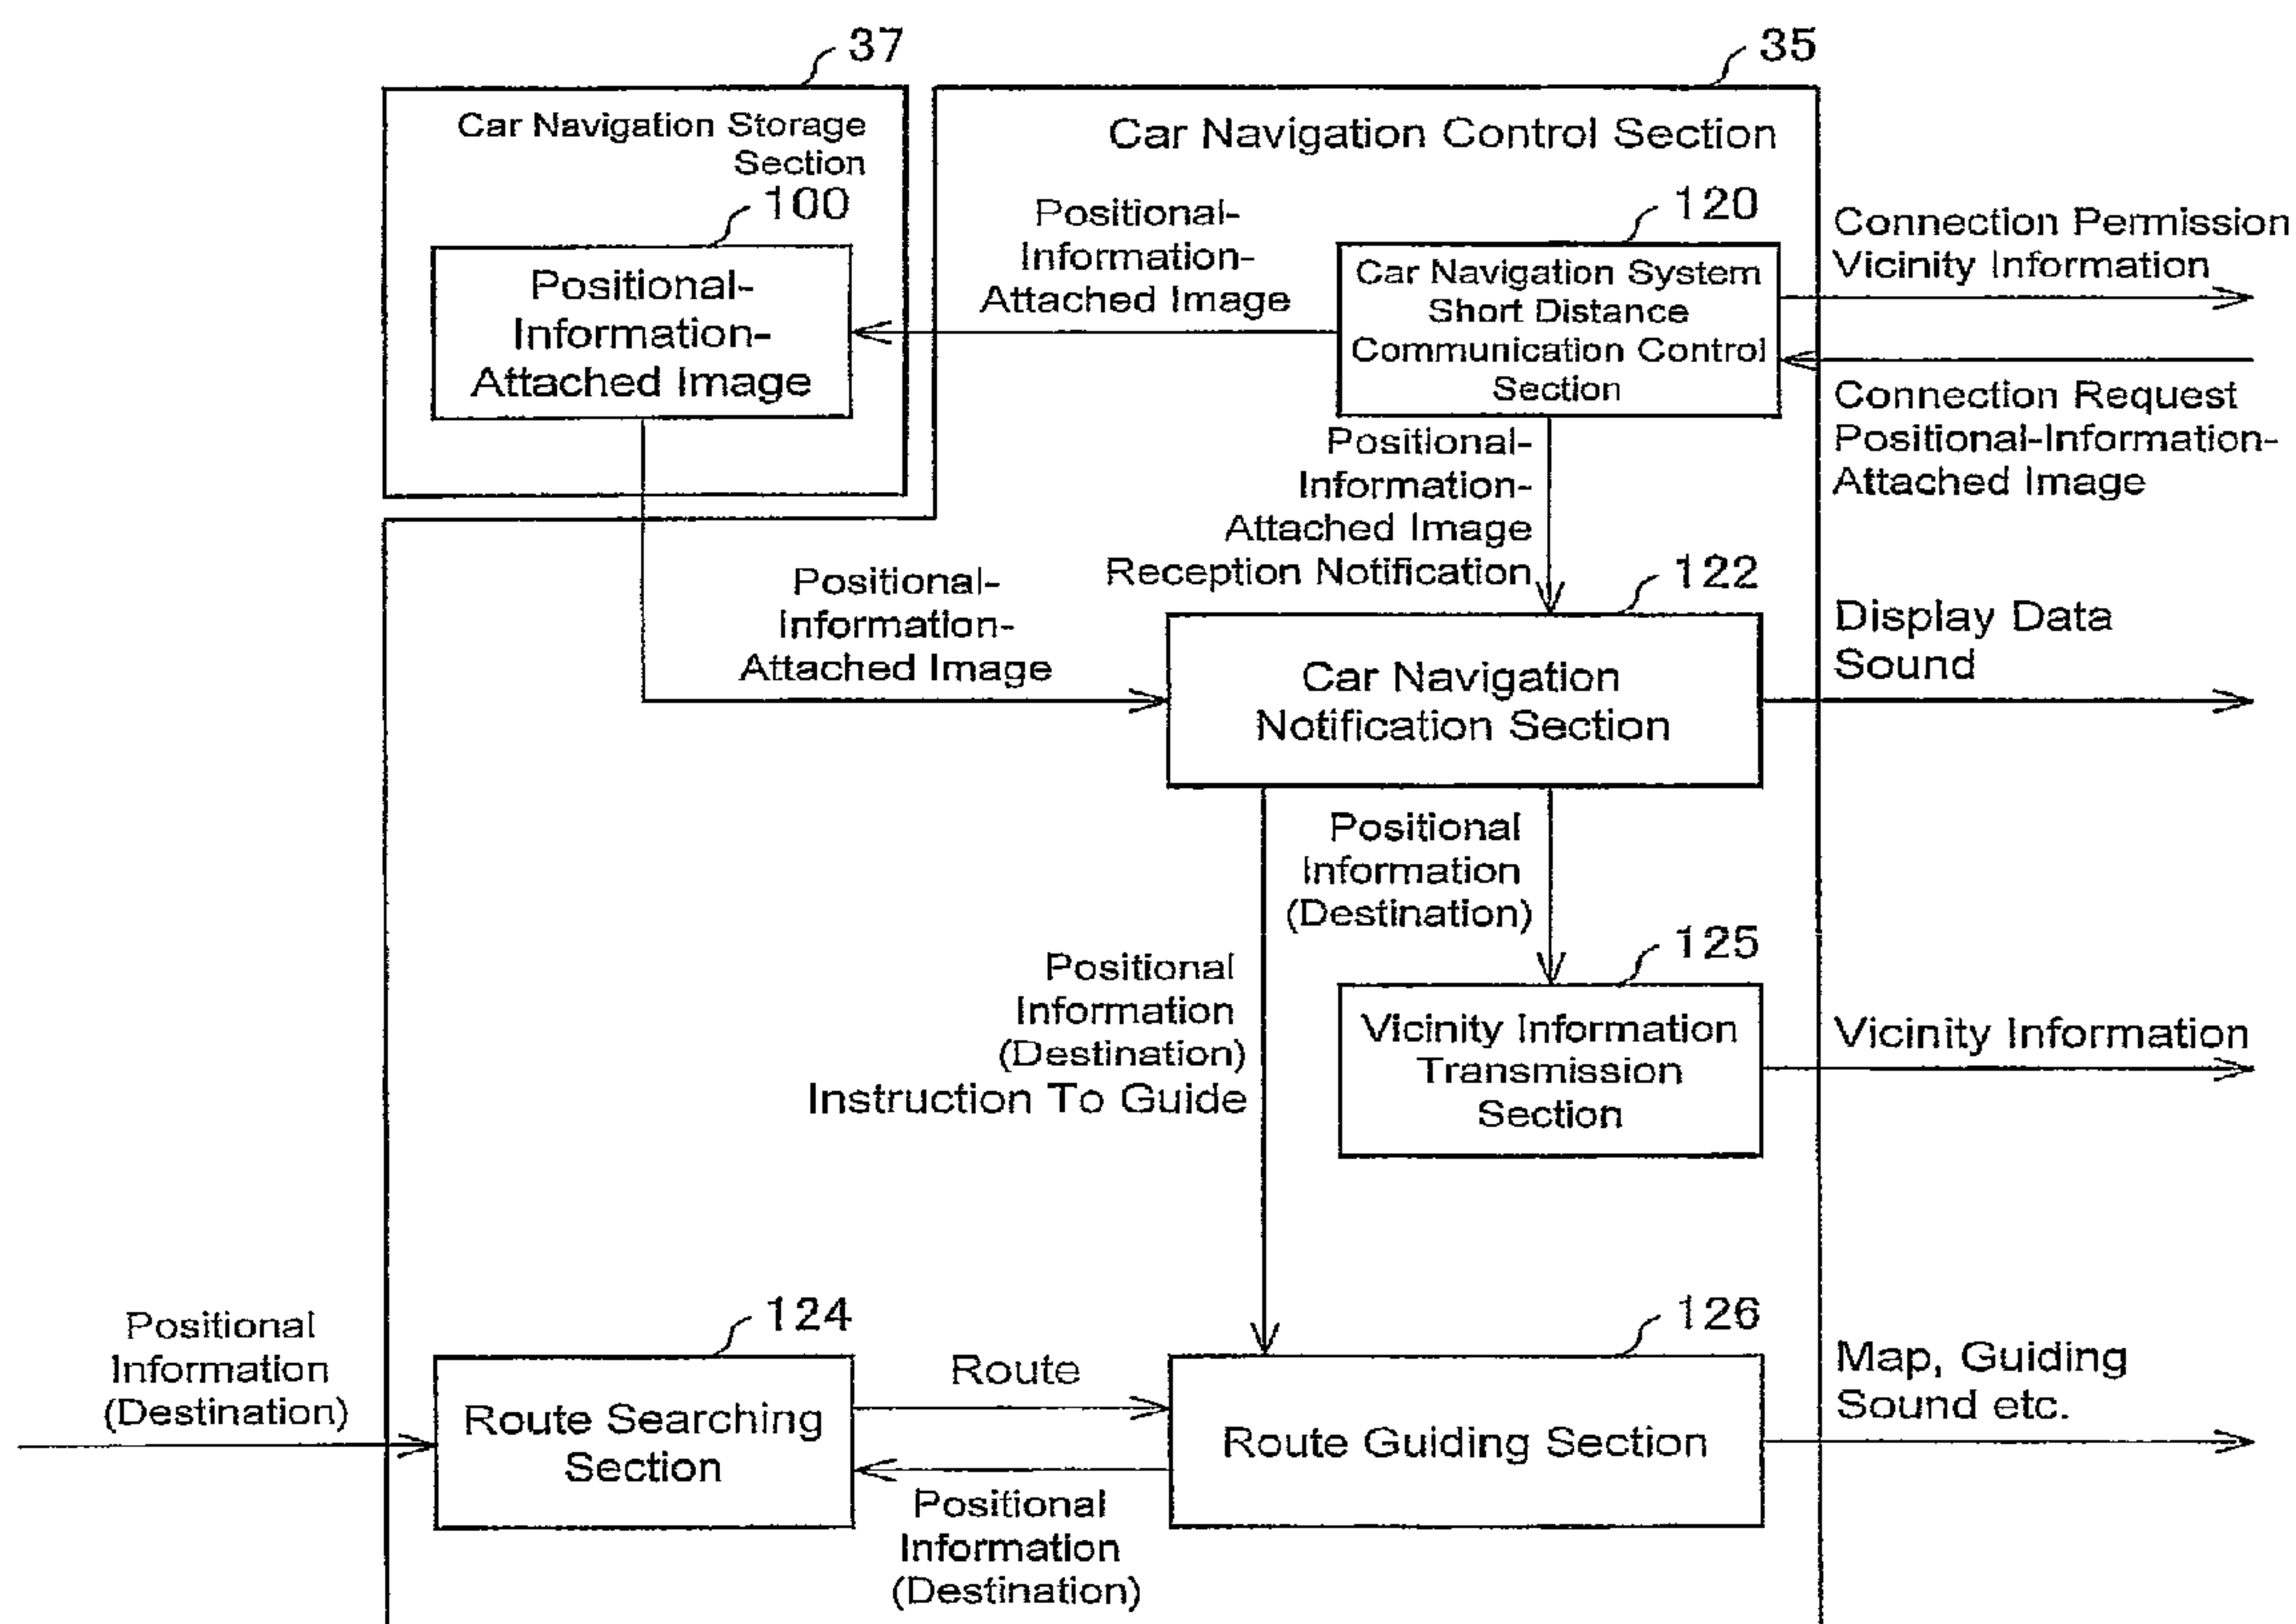 37
35
Car Navigation Storage
Section
Car Navigation Control Section
100
Positional-
Information-
Attached Image
Positional-
Information-
Attached Image
120
Car Navigation System
Short Distance
Communication Control
Section
Connection Permission
Vicinity Information
Connection Request
Positional-Information-
Attached Image
Positional-
Information-
Attached Image
Reception Notification
Positional-
Information-
Attached Image
122
Car Navigation
Notification Section
Display Data
Sound
Positional
Information
(Destination)
Positional
Information
(Destination)
Instruction To Guide
125
Vicinity Information
Transmission
Section
Vicinity Information
Positional
Information
(Destination)
124
Route Searching
Section
Route
Positional
Information
(Destination)
126
Route Guiding Section
Map, Guiding
Sound etc.